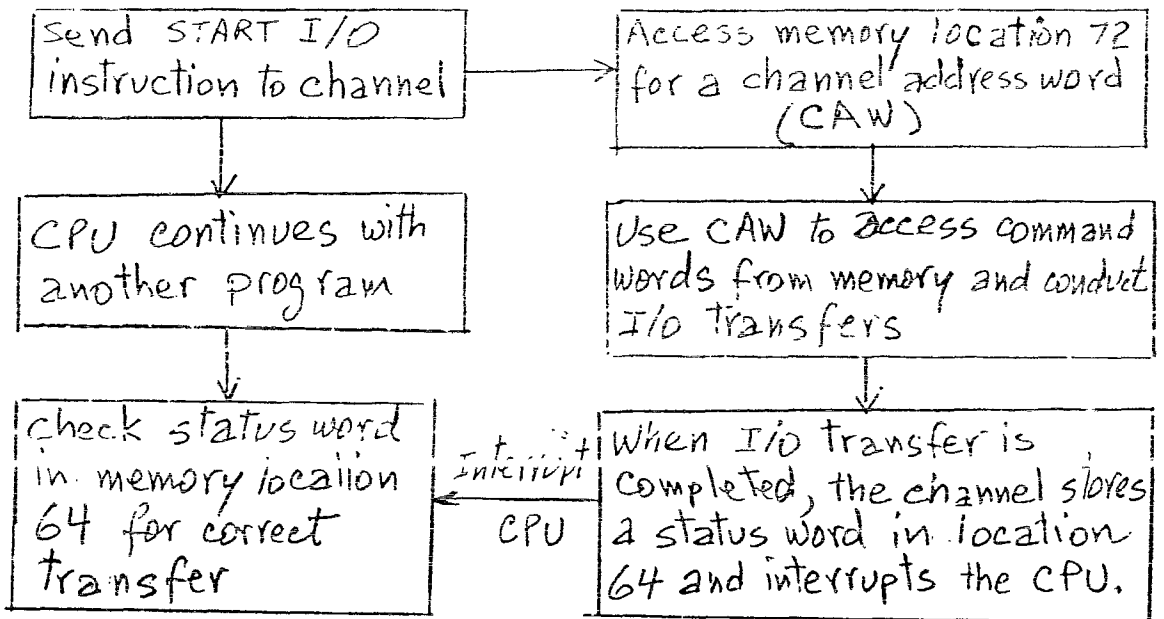 Send START I/O
instruction to channel
Access memory location 72
for a channel address word
(CAW)
CPU continues with
another program
Use CAW to access command
words from memory and conduct
I/O transfers
check status word
in memory location
64 for correct
transfer
Interrupt
CPU
When I/O transfer is
completed, the channel stores
a status word in location
64 and interrupts the CPU.